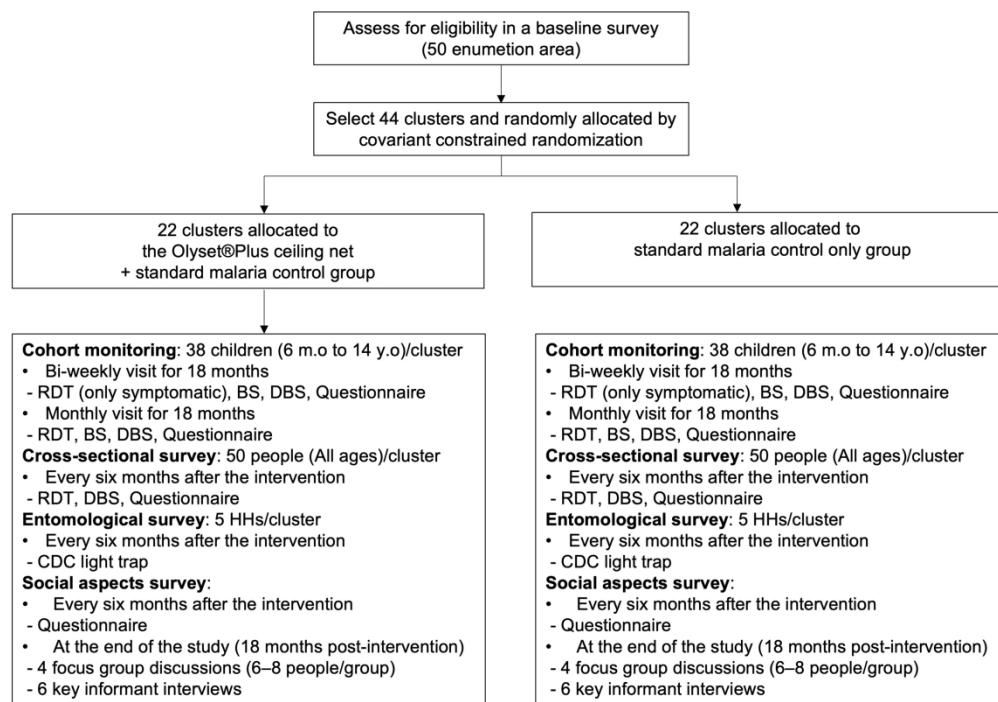 Assess for eligibility in a baseline survey
(50 enumetion area)
Select 44 clusters and randomly allocated by
covariant constrained randomization
22 clusters allocated to
the Olyset®Plus ceiling net
+ standard malaria control group
22 clusters allocated to
standard malaria control only group
Cohort monitoring: 38 children (6 m.o to 14 y.o)/cluster
• Bi-weekly visit for 18 months
- RDT (only symptomatic), BS, DBS, Questionnaire
• Monthly visit for 18 months
- RDT, BS, DBS, Questionnaire
Cross-sectional survey: 50 people (All ages)/cluster
• Every six months after the intervention
- RDT, DBS, Questionnaire
Entomological survey: 5 HHs/cluster
• Every six months after the intervention
- CDC light trap
Social aspects survey:
• Every six months after the intervention
- Questionnaire
• At the end of the study (18 months post-intervention)
- 4 focus group discussions (6–8 people/group)
- 6 key informant interviews
Cohort monitoring: 38 children (6 m.o to 14 y.o)/cluster
• Bi-weekly visit for 18 months
- RDT (only symptomatic), BS, DBS, Questionnaire
• Monthly visit for 18 months
- RDT, BS, DBS, Questionnaire
Cross-sectional survey: 50 people (All ages)/cluster
• Every six months after the intervention
- RDT, DBS, Questionnaire
Entomological survey: 5 HHs/cluster
• Every six months after the intervention
- CDC light trap
Social aspects survey:
• Every six months after the intervention
- Questionnaire
• At the end of the study (18 months post-intervention)
- 4 focus group discussions (6–8 people/group)
- 6 key informant interviews